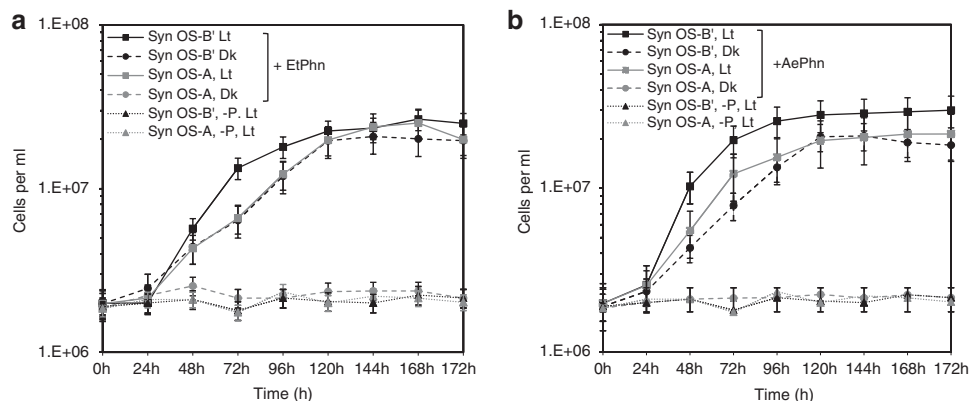 a
1.E+08
Syn OS-B' Lt
Syn OS-B' Dk
Syn OS-A, Lt
Syn OS-A, Dk
Syn OS-B', -P. Lt
Syn OS-A, -P, Lt
+ EtPhn
1.E+07
1.E+06
Cells per ml
0h 24h 48h 72h 96h 120h 144h 168h 172h
Time (h)
b
1.E+08
Syn OS-B', Lt
Syn OS-B', Dk
Syn OS-A, Lt
Syn OS-A, Dk
Syn OS-B', -P, Lt
Syn OS-A, -P, Lt
+AePhn
1.E+07
1.E+06
Cells per ml
0h 24h 48h 72h 96h 120h 144h 168h 172h
Time (h)